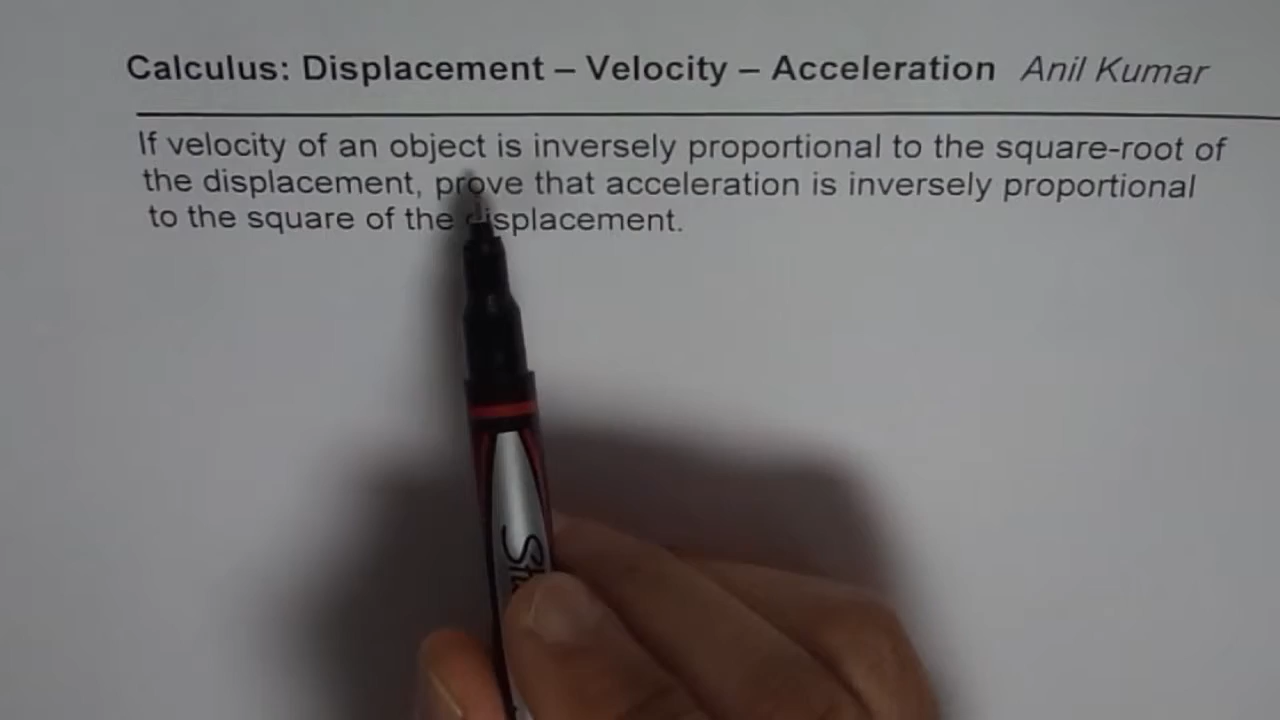 Calculus: Displacement – Velocity – Acceleration Anil Kumar
If velocity of an object is inversely proportional to the square-root of
the displacement, prove that acceleration is inversely proportional
to the square of the displacement.